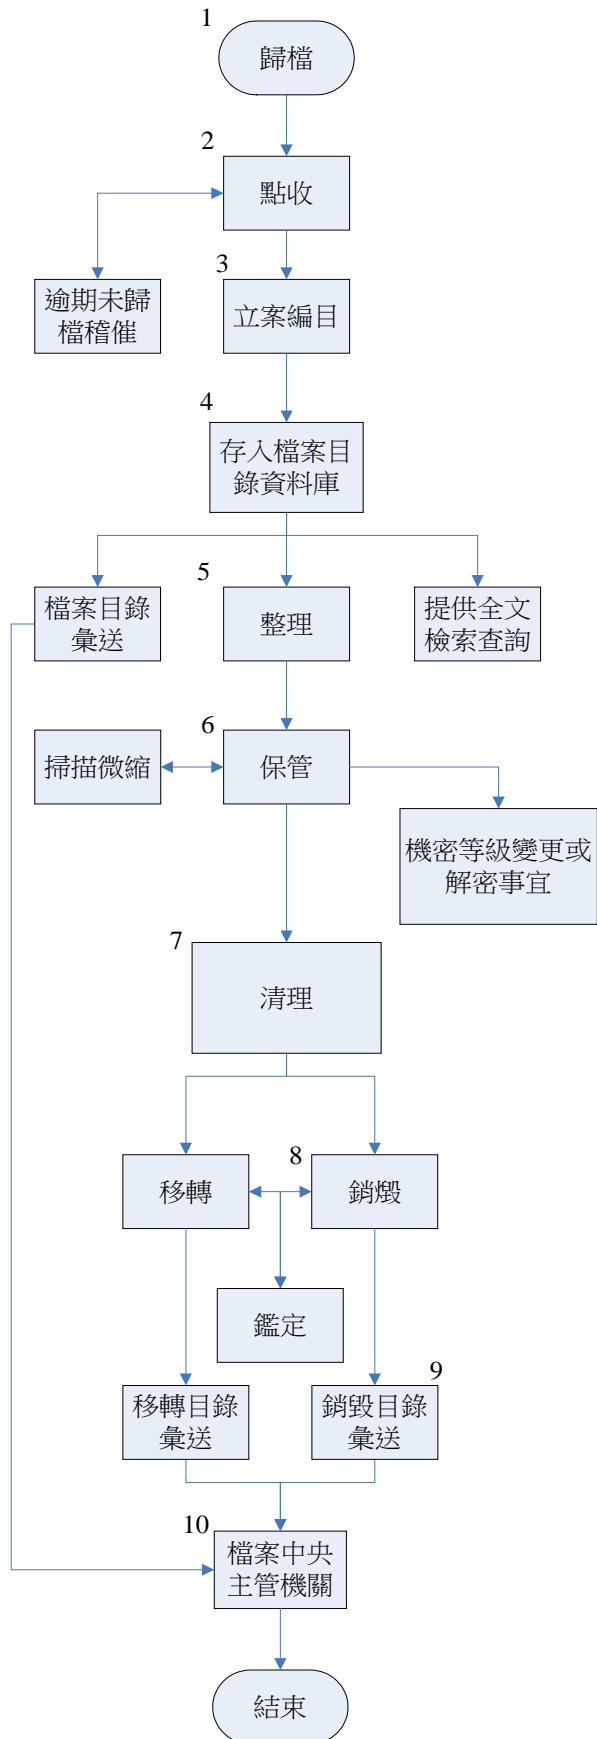 1
歸檔
2
點收
逾期未歸
檔稽催
3
立案編目
4
存入檔案目
錄資料庫
檔案目錄
彙送
5
整理
提供全文
檢索查詢
掃描微縮
6
保管
機密等級變更或
解密事宜
7
清理
移轉
8
銷燬
鑑定
移轉目錄
彙送
9
銷毀目錄
彙送
10
檔案中央
主管機關
結束